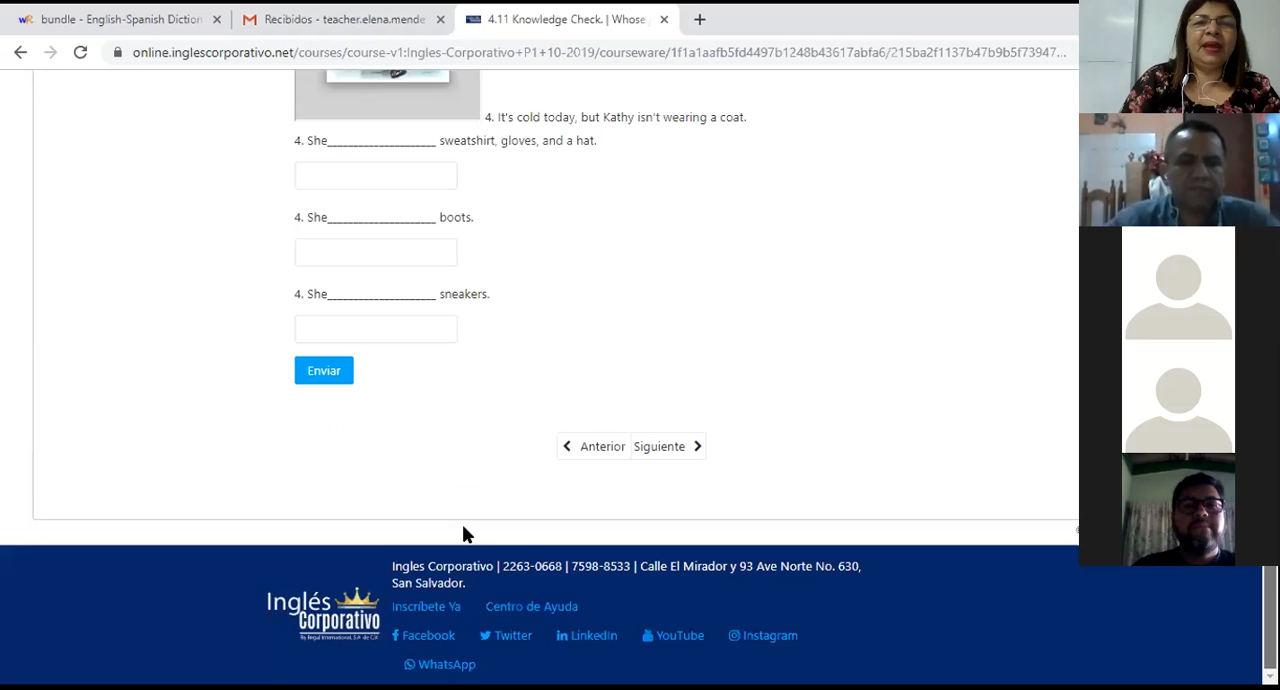 bundle - English-Spanish Diction
Recibidos - teacher.elena.mende
4.11 Knowledge Check. | Whose
online.inglescorporativo.net/courses/course-v1:Ingles-Corporativo+P1+10-2019/courseware/1f1a1aafb5fd4497b1248b43617abfa6/215ba2f1137b47b9b5f73947...
4. It's cold today, but Kathy isn't wearing a coat.
4. She____________________ sweatshirt, gloves, and a hat.
4. She____________________ boots.
4. She____________________ sneakers.
Enviar
Anterior Siguiente
Ingles Corporativo | 2263-0668 | 7598-8533 | Calle El Mirador y 93 Ave Norte No. 630,
San Salvador.
Inglés
Corporativo
Inscríbete Ya Centro de Ayuda
Facebook Twitter LinkedIn YouTube Instagram
WhatsApp